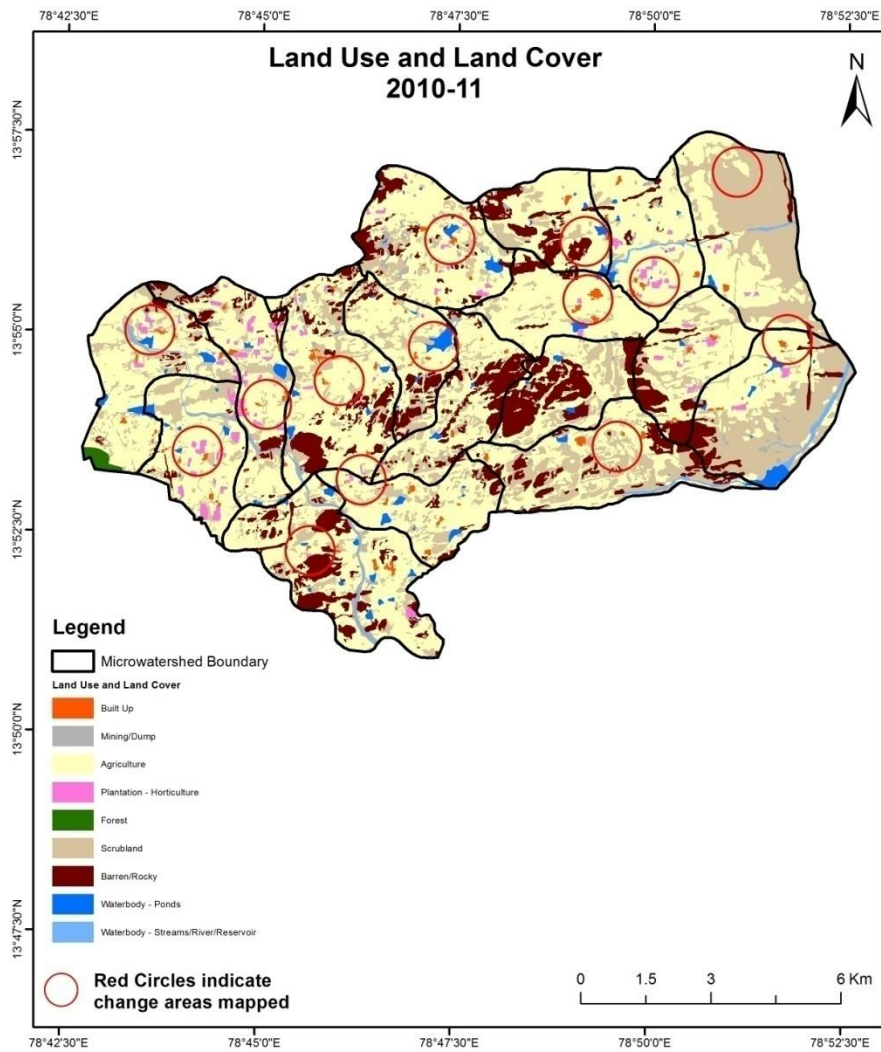 78°42'30"E 78°45'0"E 78°47'30"E 78°50'0"E 78°52'30"E
Land Use and Land Cover
2010-11
N
13°57'30"N
13°55'0"N
13°52'30"N
13°50'0"N
13°47'30"N
Legend
Microwatershed Boundary
Land Use and Land Cover
Built Up
Mining/Dump
Agriculture
Plantation - Horticulture
Forest
Scrubland
Barren/Rocky
Waterbody - Ponds
Waterbody - Streams/River/Reservoir
Red Circles indicate
change areas mapped
0 1.5 3 6 Km
78°42'30"E 78°45'0"E 78°47'30"E 78°50'0"E 78°52'30"E